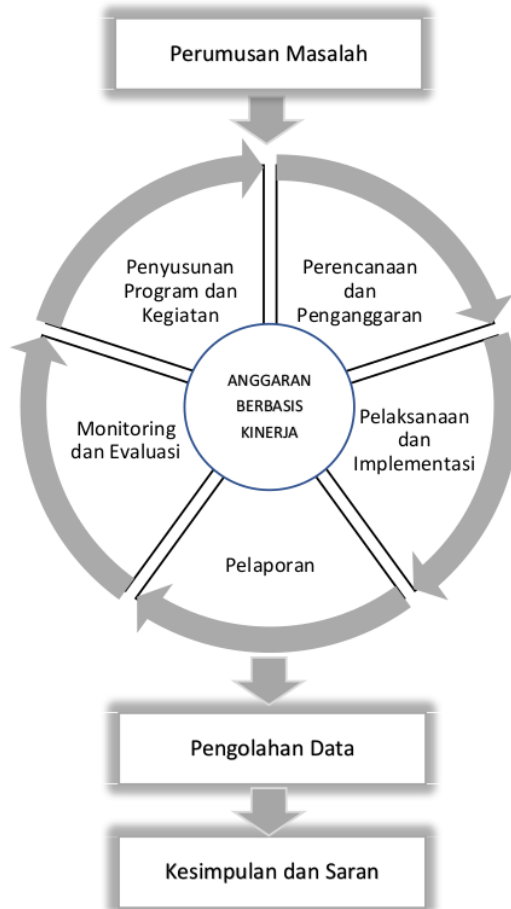 Perumusan Masalah
Penyusunan
Program dan
Kegiatan
Perencanaan
dan
Penganggaran
ANGGARAN
BERBASIS
KINERJA
Monitoring
dan Evaluasi
Pelaksanaan
dan
Implementasi
Pelaporan
Pengolahan Data
Kesimpulan dan Saran